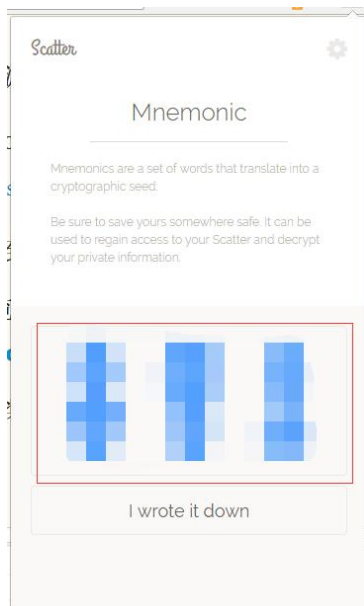 Scatter
Mnemonic
Mnemonics are a set of words that translate into a
cryptographic seed.
Be sure to save yours somewhere safe. It can be
used to regain access to your Scatter and decrypt
your private information.
I wrote it down